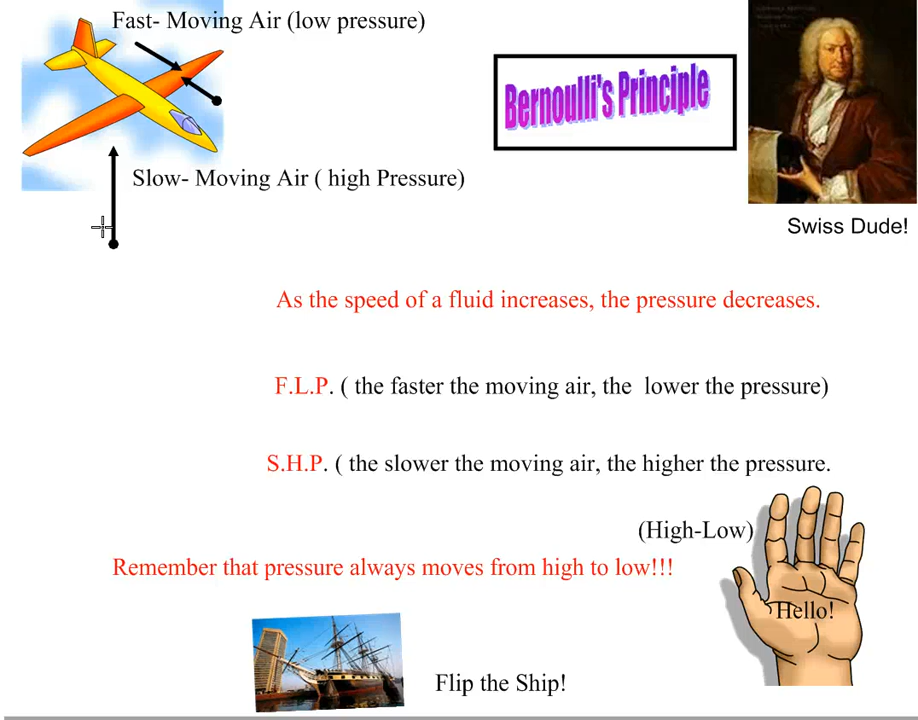 Fast- Moving Air (low pressure)
Bernoulli's Principle
Slow- Moving Air ( high Pressure)
Swiss Dude!
As the speed of a fluid increases, the pressure decreases.
F.L.P. ( the faster the moving air, the lower the pressure)
S.H.P. ( the slower the moving air, the higher the pressure.
(High-Low)
Remember that pressure always moves from high to low!!!
Hello!
Flip the Ship!